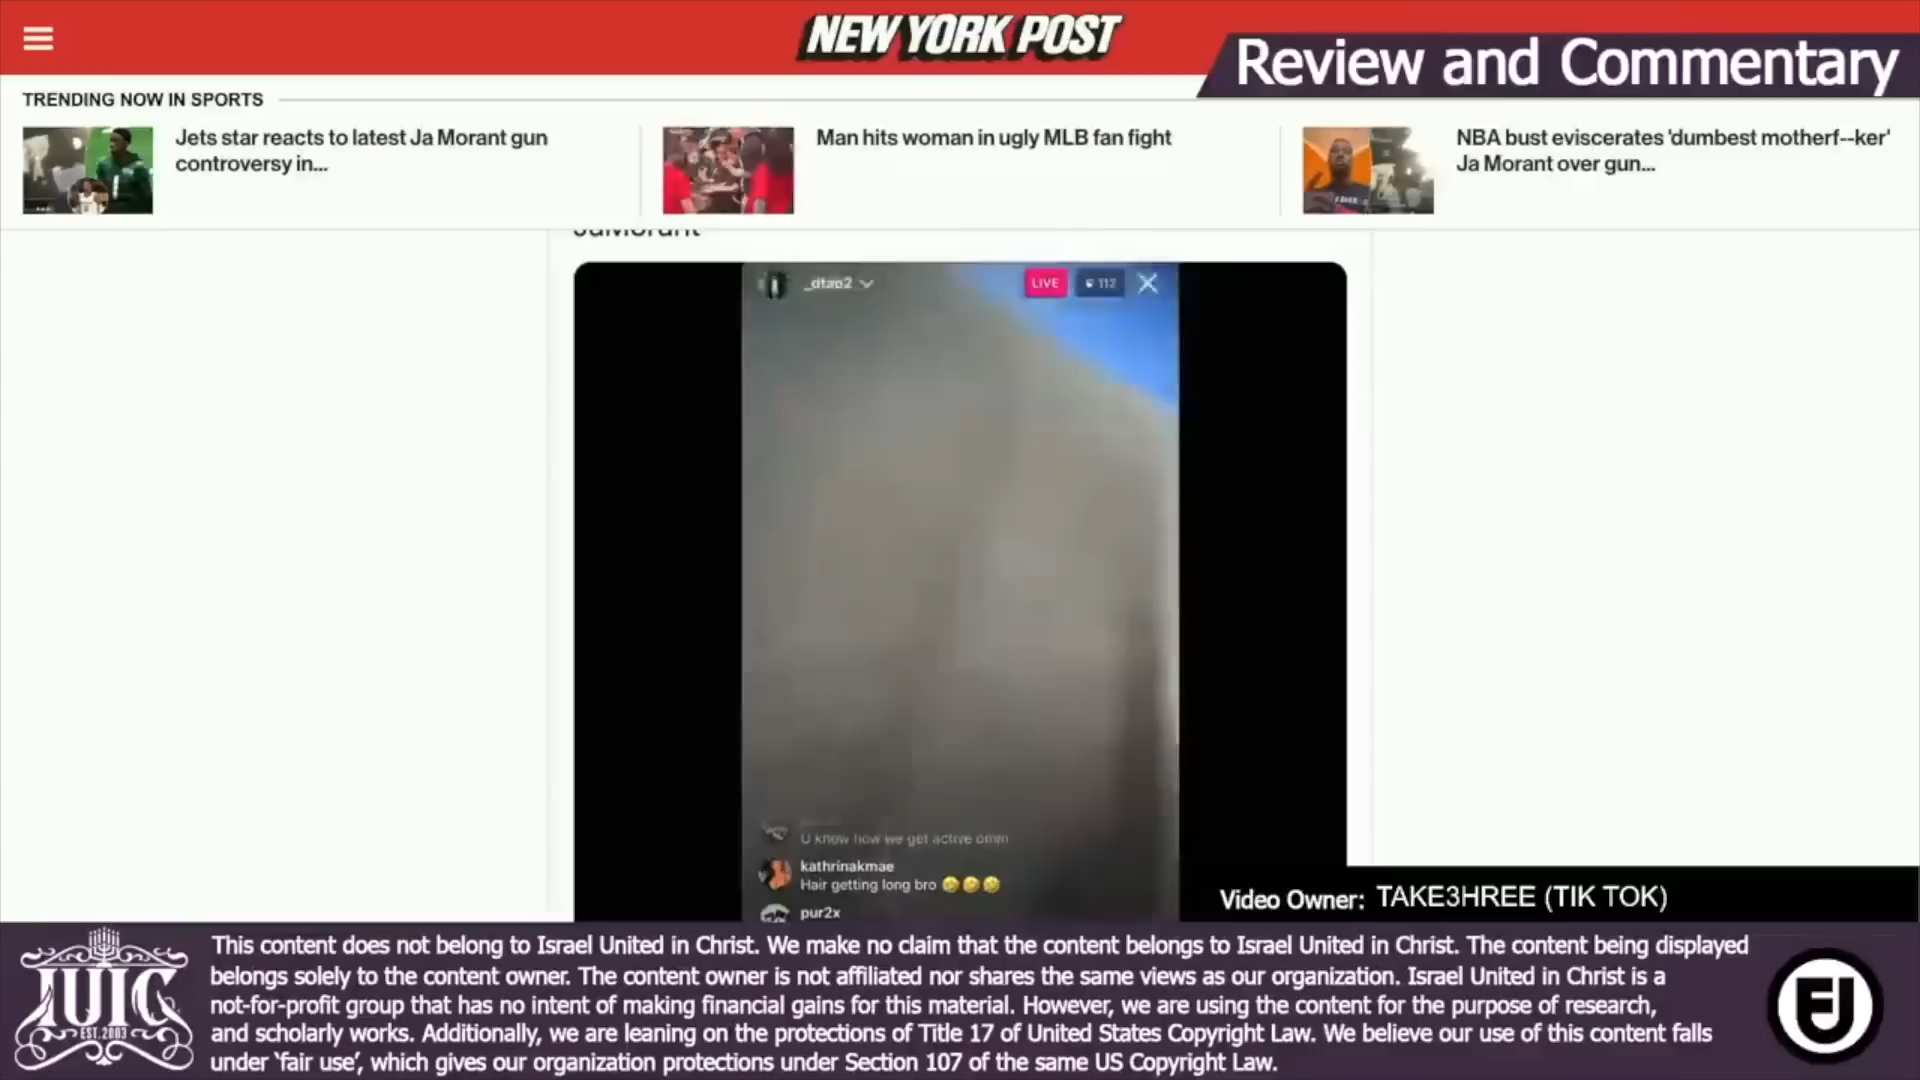 NEW YORK POST
Review and Commentary
TRENDING NOW IN SPORTS
Jets star reacts to latest Ja Morant gun
controversy in...
Man hits woman in ugly MLB fan fight
NBA bust eviscerates 'dumbest motherf--ker'
Ja Morant over gun...
JaMorant
_dtap2
LIVE
112
U know how we get active omm
kathrinakmae
Hair getting long bro 🤣🤣🤣
pur2x
Video Owner: TAKE3HREE (TIK TOK)
IUIC
EST. 2003
This content does not belong to Israel United in Christ. We make no claim that the content belongs to Israel United in Christ. The content being displayed
belongs solely to the content owner. The content owner is not affiliated nor shares the same views as our organization. Israel United in Christ is a
not-for-profit group that has no intent of making financial gains for this material. However, we are using the content for the purpose of research,
and scholarly works. Additionally, we are leaning on the protections of Title 17 of United States Copyright Law. We believe our use of this content falls
under 'fair use', which gives our organization protections under Section 107 of the same US Copyright Law.